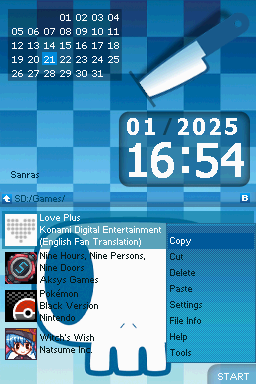 01 02 03 04
05 06 07 08 09 10 11
12 13 14 15 16 17 18
19 20 21 22 23 24 25
26 27 28 29 30 31
01/2025
16:54
Sanras
SD:/Games/
B
Love Plus
Konami Digital Entertainment
(English Fan Translation)
Nine Hours, Nine Persons,
Nine Doors
Aksys Games
Pokémon
Black Version
Nintendo
Witch's Wish
Natsume Inc.
Copy
Cut
Delete
Paste
Settings
File Info
Help
Tools
START